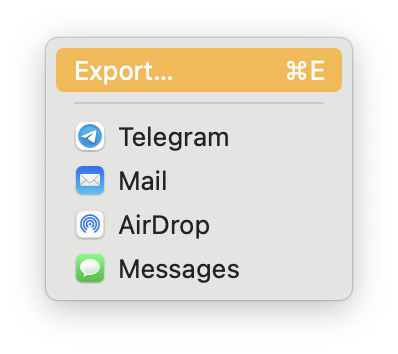 Export... ⌘E
Telegram
Mail
AirDrop
Messages